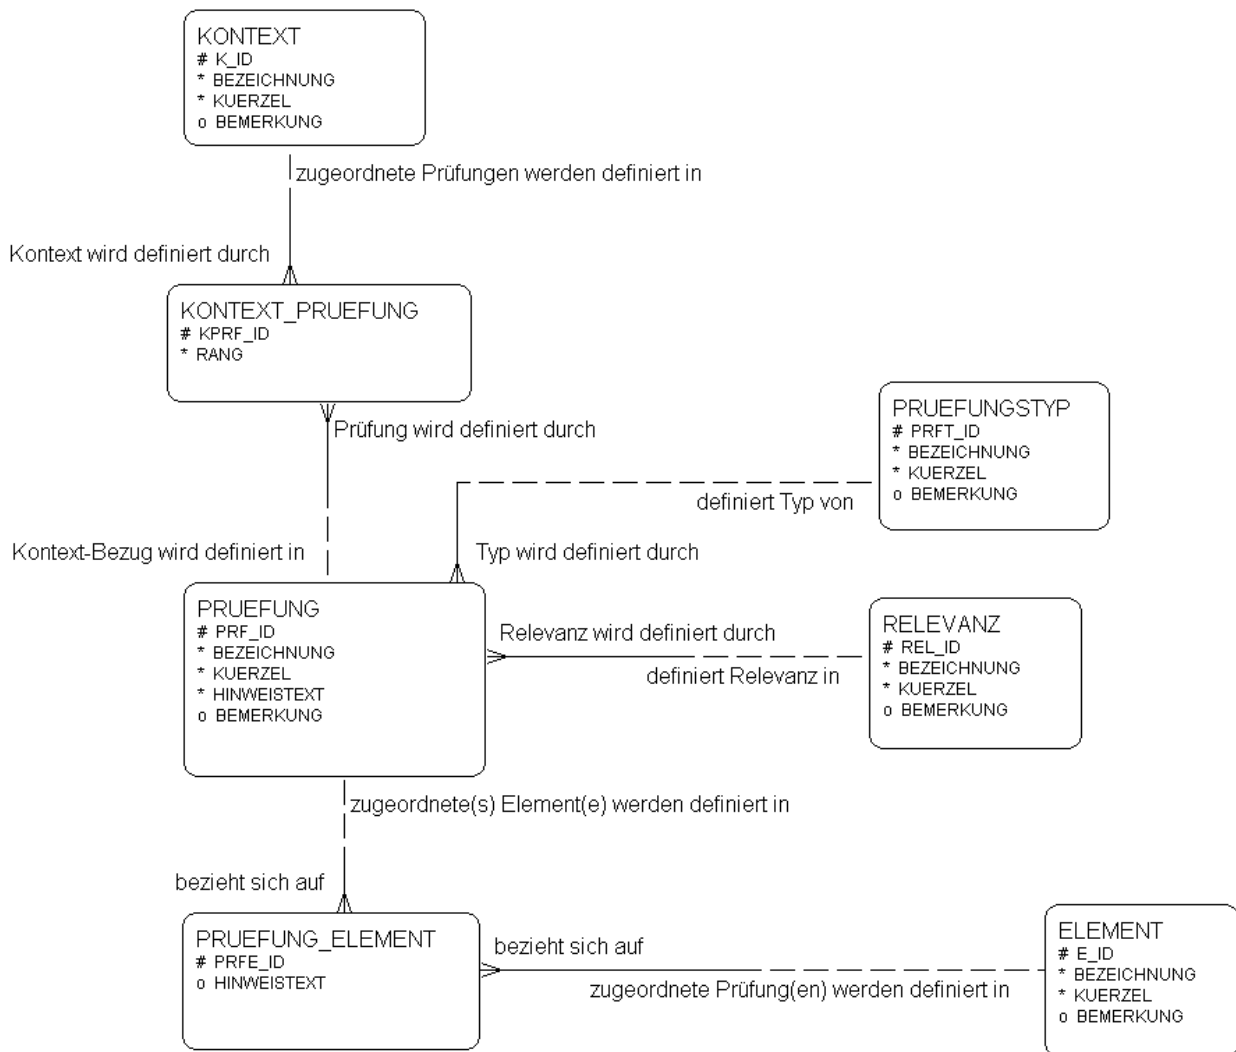 KONTEXT
# K_ID
* BEZEICHNUNG
* KUERZEL
o BEMERKUNG
zugeordnete Prüfungen werden definiert in
Kontext wird definiert durch
KONTEXT_PRUEFUNG
# KPRF_ID
* RANG
Prüfung wird definiert durch
PRUEFUNGSTYP
# PRFT_ID
* BEZEICHNUNG
* KUERZEL
o BEMERKUNG
definiert Typ von
Kontext-Bezug wird definiert in
Typ wird definiert durch
PRUEFUNG
# PRF_ID
* BEZEICHNUNG
* KUERZEL
* HINWEISTEXT
o BEMERKUNG
Relevanz wird definiert durch
definiert Relevanz in
RELEVANZ
# REL_ID
* BEZEICHNUNG
* KUERZEL
o BEMERKUNG
zugeordnete(s) Element(e) werden definiert in
bezieht sich auf
PRUEFUNG_ELEMENT
# PRFE_ID
o HINWEISTEXT
bezieht sich auf
zugeordnete Prüfung(en) werden definiert in
ELEMENT
# E_ID
* BEZEICHNUNG
* KUERZEL
o BEMERKUNG